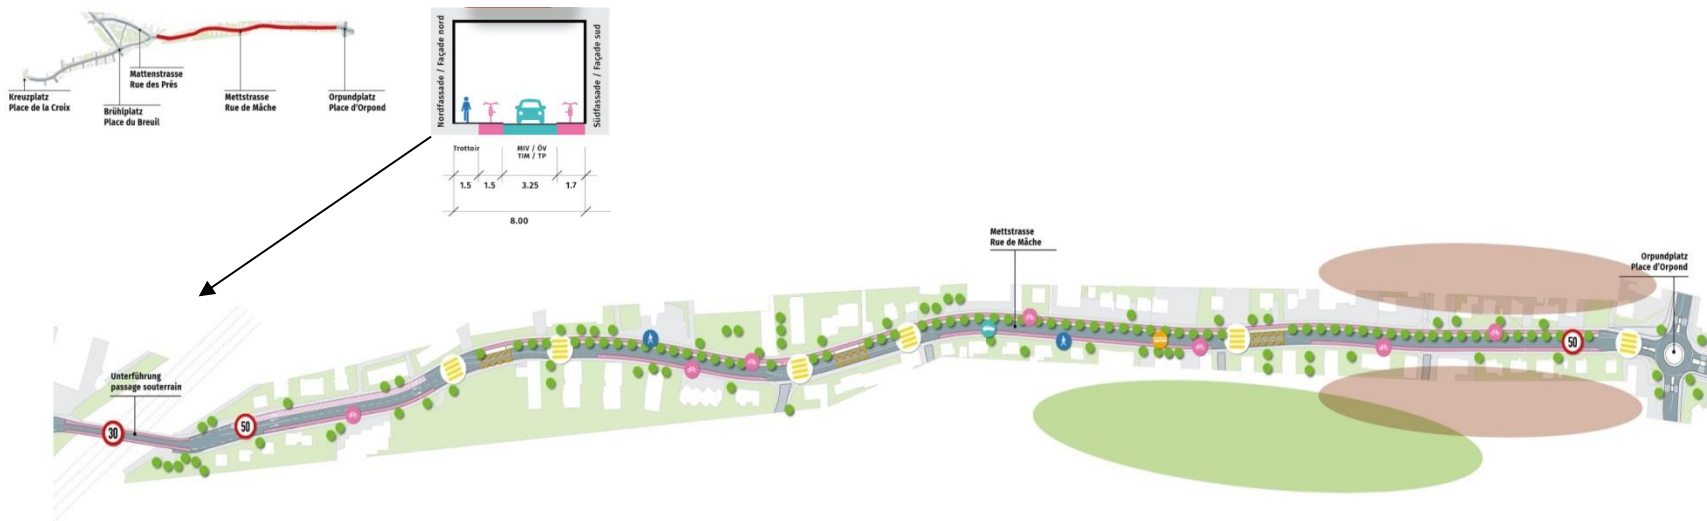 Kreuzplatz
Place de la Croix
Brühlplatz
Place du Breuil
Mattenstrasse
Rue des Prés
Mettstrasse
Rue de Mâche
Orpundplatz
Place d'Orpond
Nordfassade / Façade nord
Südfassade / Façade sud
Trottoir
MIV / ÖV
TIM / TP
1.5 1.5 3.25 1.7
8.00
Mettstrasse
Rue de Mâche
Orpundplatz
Place d'Orpond
Unterführung
passage souterrain
30
50
50